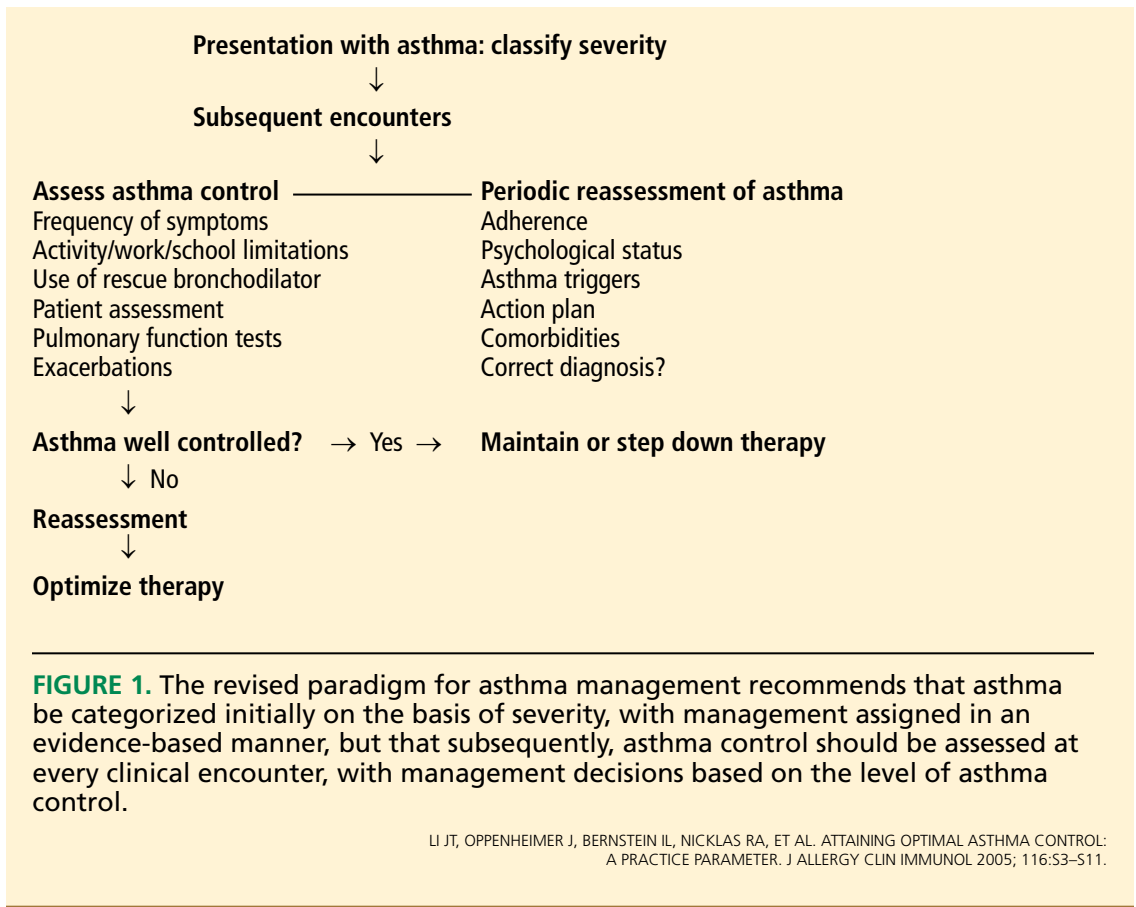 Presentation with asthma: classify severity
↓
Subsequent encounters
↓
Assess asthma control
Frequency of symptoms
Activity/work/school limitations
Use of rescue bronchodilator
Patient assessment
Pulmonary function tests
Exacerbations
Periodic reassessment of asthma
Adherence
Psychological status
Asthma triggers
Action plan
Comorbidities
Correct diagnosis?
↓
Asthma well controlled? → Yes → Maintain or step down therapy
↓ No
Reassessment
↓
Optimize therapy
FIGURE 1. The revised paradigm for asthma management recommends that asthma
be categorized initially on the basis of severity, with management assigned in an
evidence-based manner, but that subsequently, asthma control should be assessed at
every clinical encounter, with management decisions based on the level of asthma
control.
LI JT, OPPENHEIMER J, BERNSTEIN IL, NICKLAS RA, ET AL. ATTAINING OPTIMAL ASTHMA CONTROL:
A PRACTICE PARAMETER. J ALLERGY CLIN IMMUNOL 2005; 116:S3–S11.